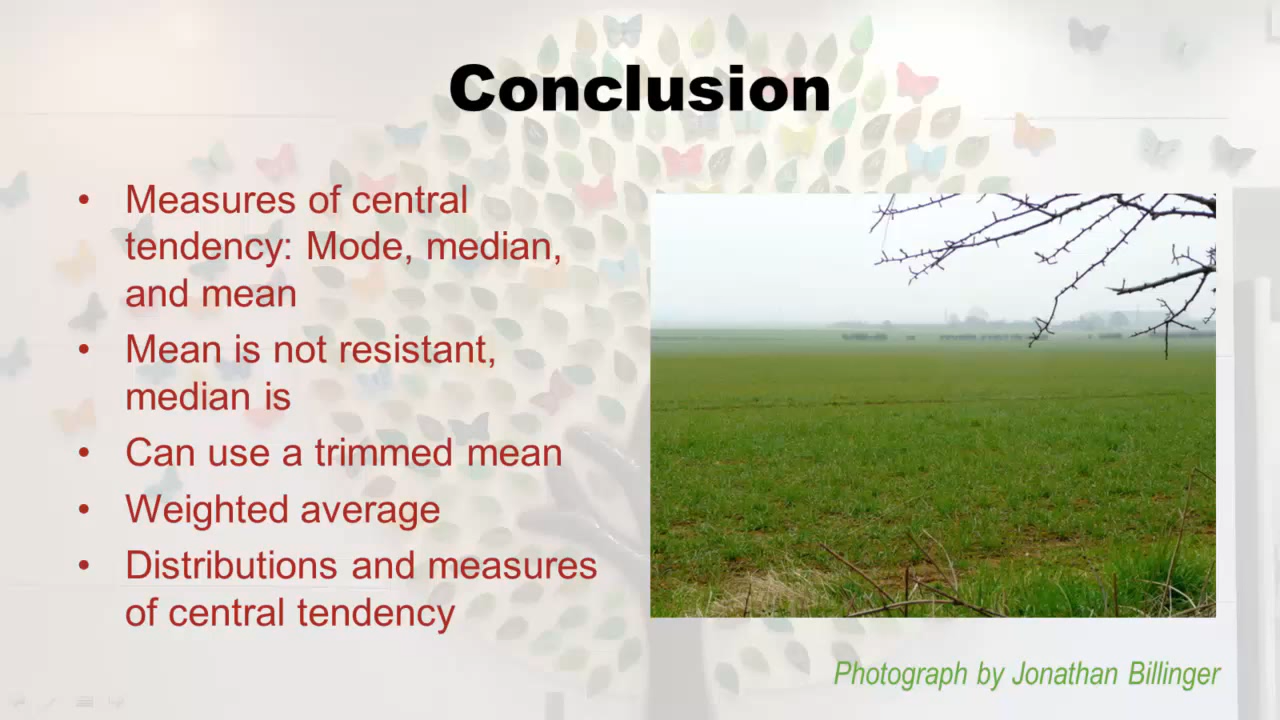 Conclusion
• Measures of central
tendency: Mode, median,
and mean
• Mean is not resistant,
median is
• Can use a trimmed mean
• Weighted average
• Distributions and measures
of central tendency
Photograph by Jonathan Billinger